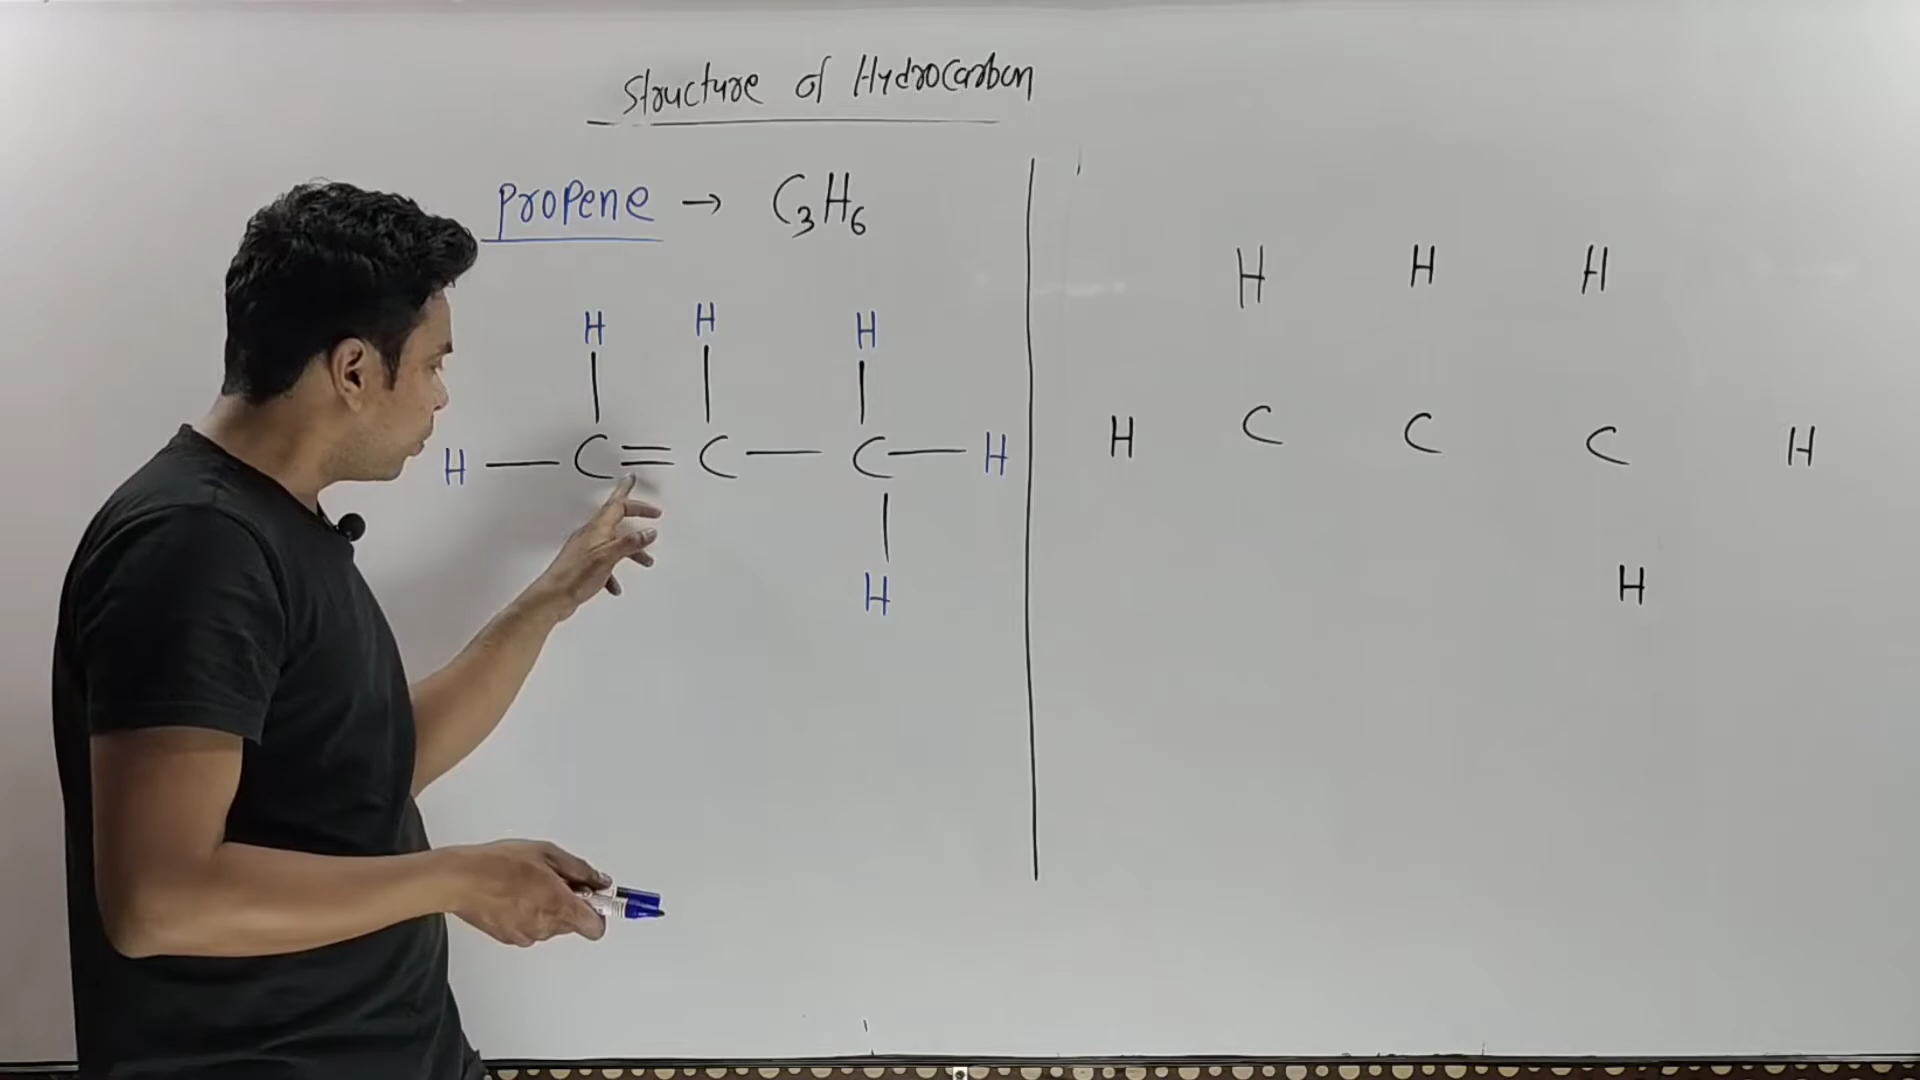 Structure of Hydrocarbon
Propene → C3H6
H H H
H — C = C — C — H
H
H H H
H C C C H
H